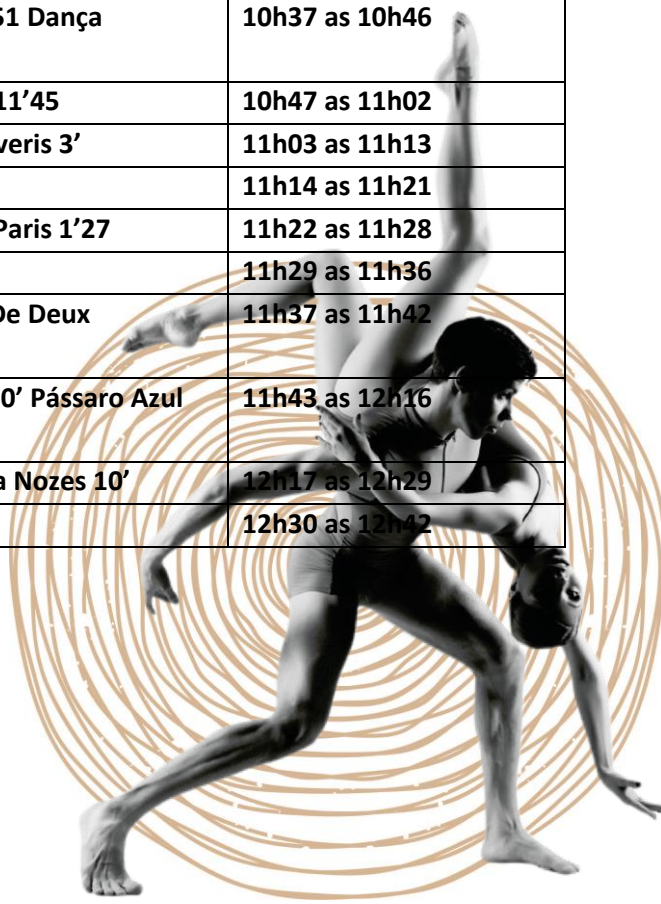 51 Dança 10h37 as 10h46
11’45 10h47 as 11h02
veris 3’ 11h03 as 11h13
11h14 as 11h21
Paris 1’27 11h22 as 11h28
11h29 as 11h36
De Deux 11h37 as 11h42
0’ Pássaro Azul 11h43 as 12h16
a Nozes 10’ 12h17 as 12h29
12h30 as 12h42